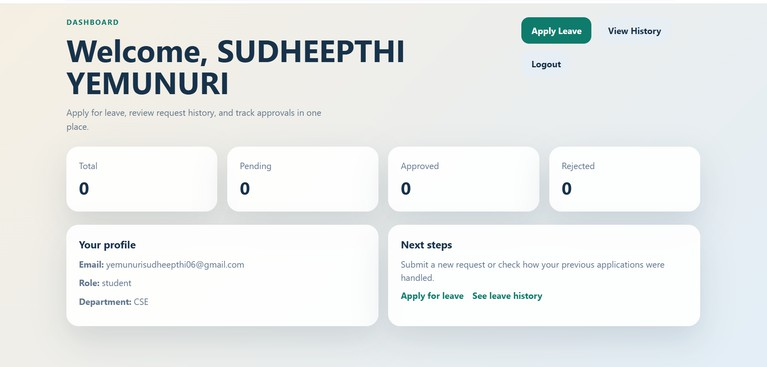 DASHBOARD
Welcome, SUDHEEPTHI
YEMUNURI
Apply for leave, review request history, and track approvals in one
place.
Apply Leave
View History
Logout
Total
0
Pending
0
Approved
0
Rejected
0
Your profile
Email: yemunurisudheepthi06@gmail.com
Role: student
Department: CSE
Next steps
Submit a new request or check how your previous applications were
handled.
Apply for leave See leave history